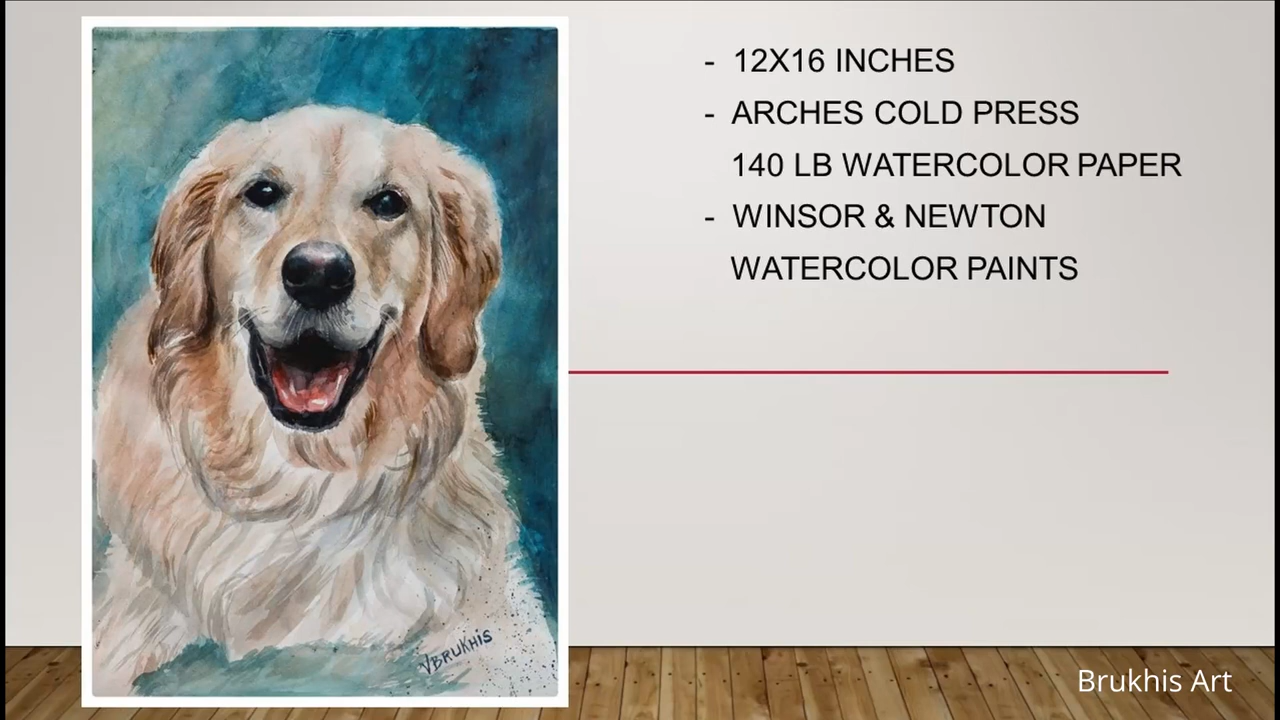 - 12X16 INCHES
- ARCHES COLD PRESS
140 LB WATERCOLOR PAPER
- WINSOR & NEWTON
WATERCOLOR PAINTS
VBRUKHIS
Brukhis Art